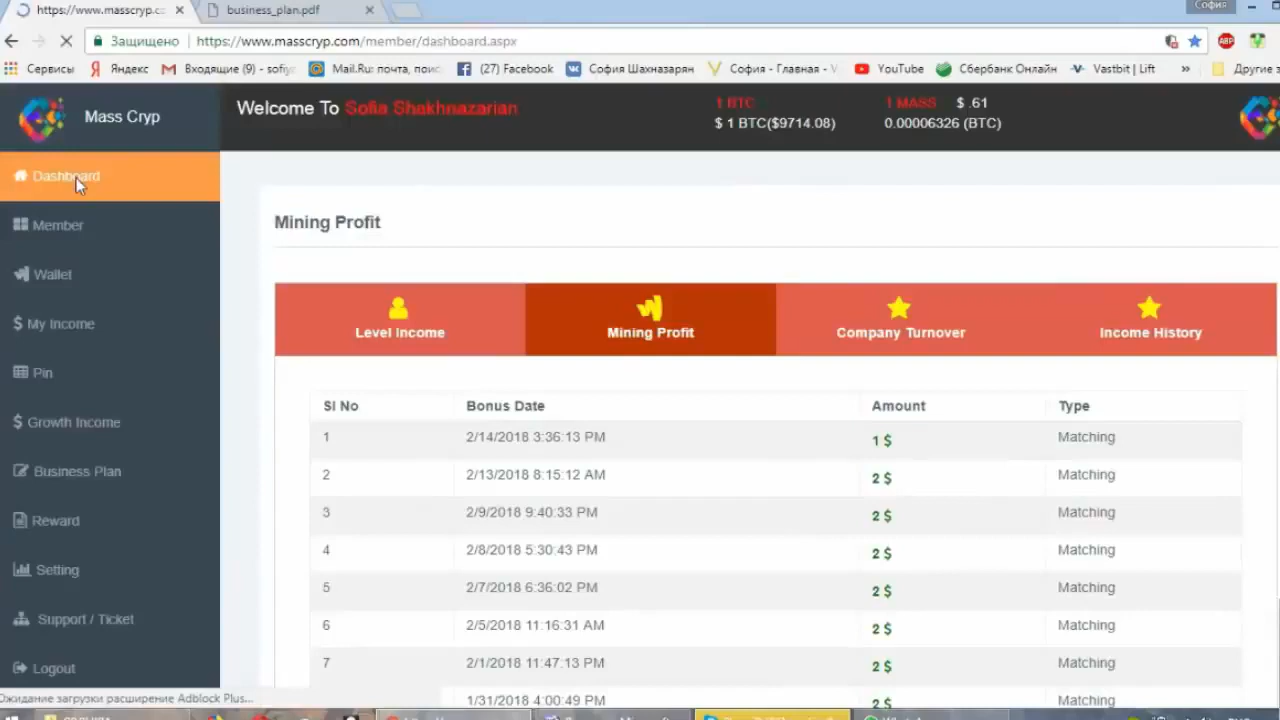 https://www.masscryp.c
business_plan.pdf
София
Защищено
https://www.masscryp.com/member/dashboard.aspx
ABP
Сервисы
Яндекс
Входящие (9) - sofiy
Mail.Ru: почта, поис
(27) Facebook
София Шахназарян
София - Главная - V
YouTube
Сбербанк Онлайн
Vastbit | Lift
»
Другие з
Mass Cryp
Welcome To Sofia Shakhnazarian
1 BTC
$ 1 BTC($9714.08)
1 MASS $ .61
0.00006326 (BTC)
Dashboard
Member
Wallet
$ My Income
Pin
$ Growth Income
Business Plan
Reward
Setting
Support / Ticket
Logout
Mining Profit
Level Income
Mining Profit
Company Turnover
Income History
Sl No Bonus Date Amount Type
1 2/14/2018 3:36:13 PM 1 $ Matching
2 2/13/2018 8:15:12 AM 2 $ Matching
3 2/9/2018 9:40:33 PM 2 $ Matching
4 2/8/2018 5:30:43 PM 2 $ Matching
5 2/7/2018 6:36:02 PM 2 $ Matching
6 2/5/2018 11:16:31 AM 2 $ Matching
7 2/1/2018 11:47:13 PM 2 $ Matching
1/31/2018 4:00:49 PM 2 $ Matching
Ожидание загрузки расширение Adblock Plus...